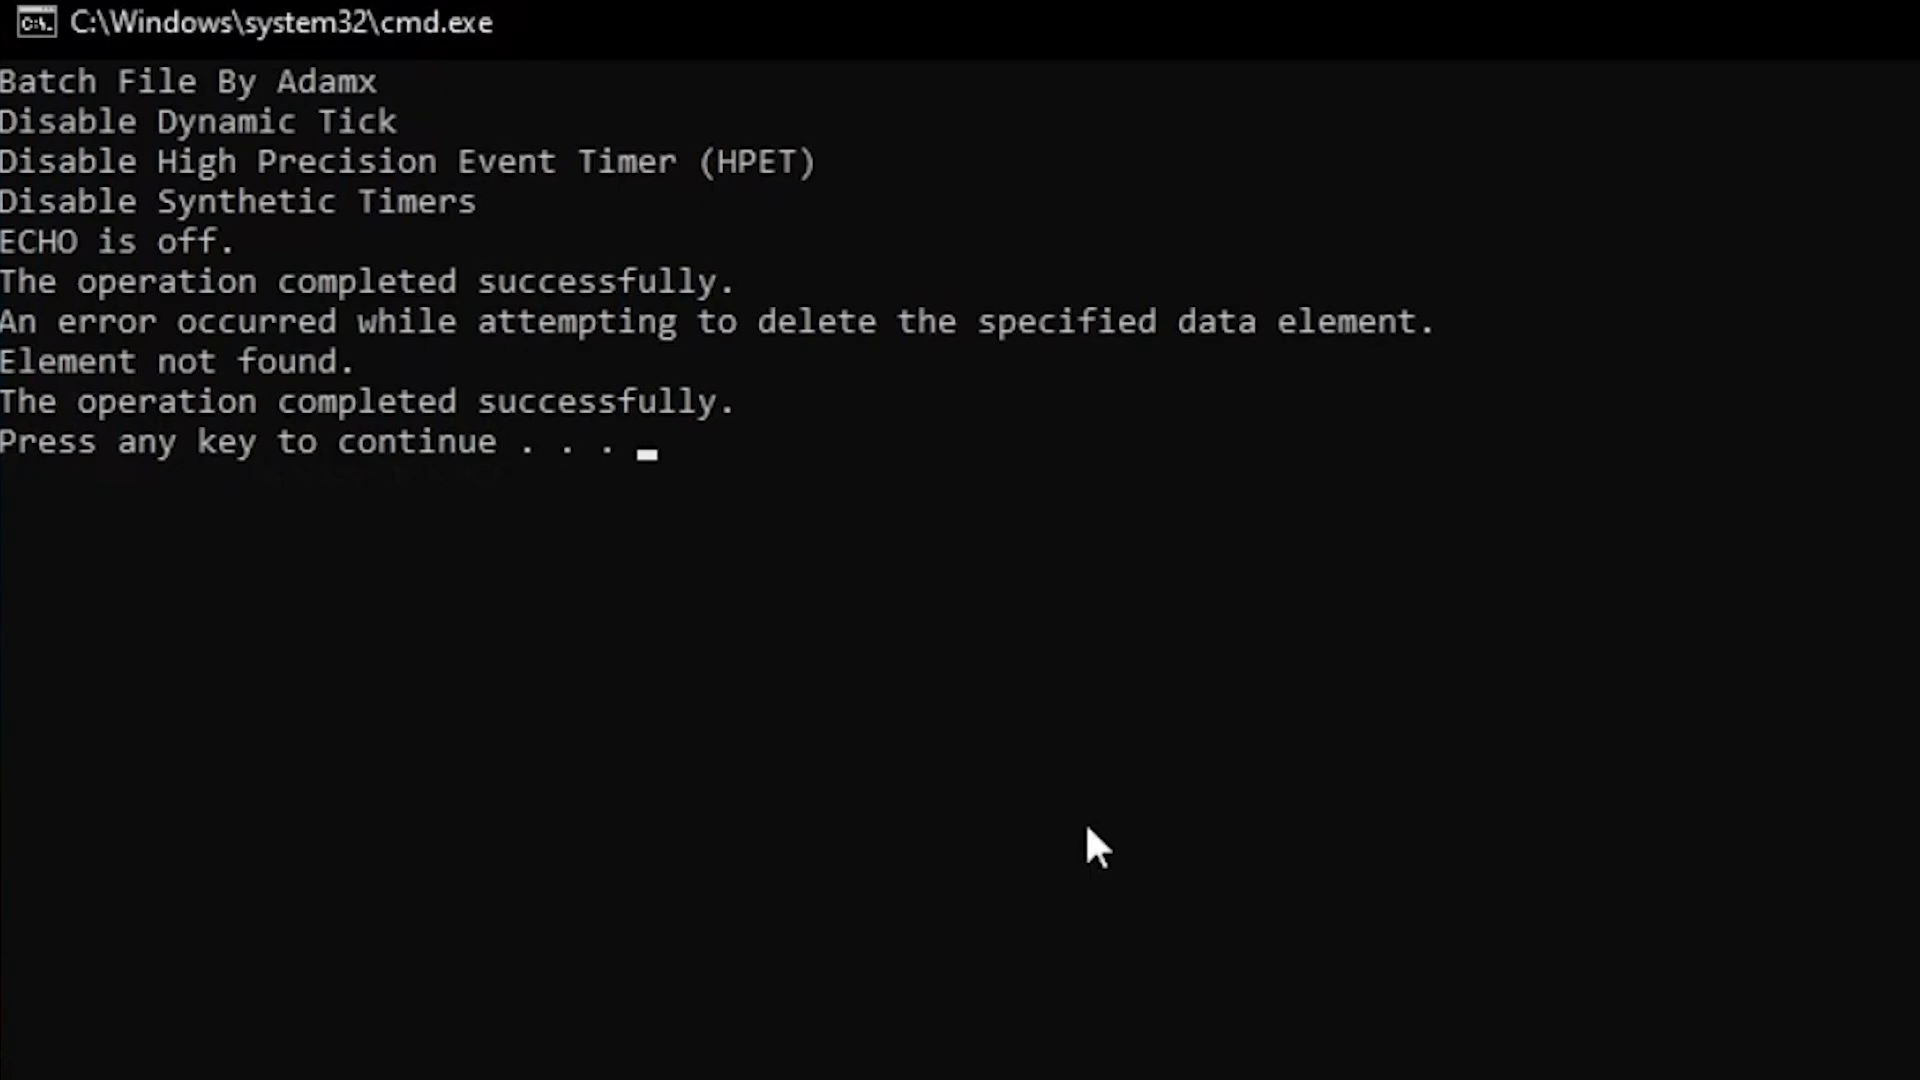 C:\Windows\system32\cmd.exe
Batch File By Adamx
Disable Dynamic Tick
Disable High Precision Event Timer (HPET)
Disable Synthetic Timers
ECHO is off.
The operation completed successfully.
An error occurred while attempting to delete the specified data element.
Element not found.
The operation completed successfully.
Press any key to continue . . .